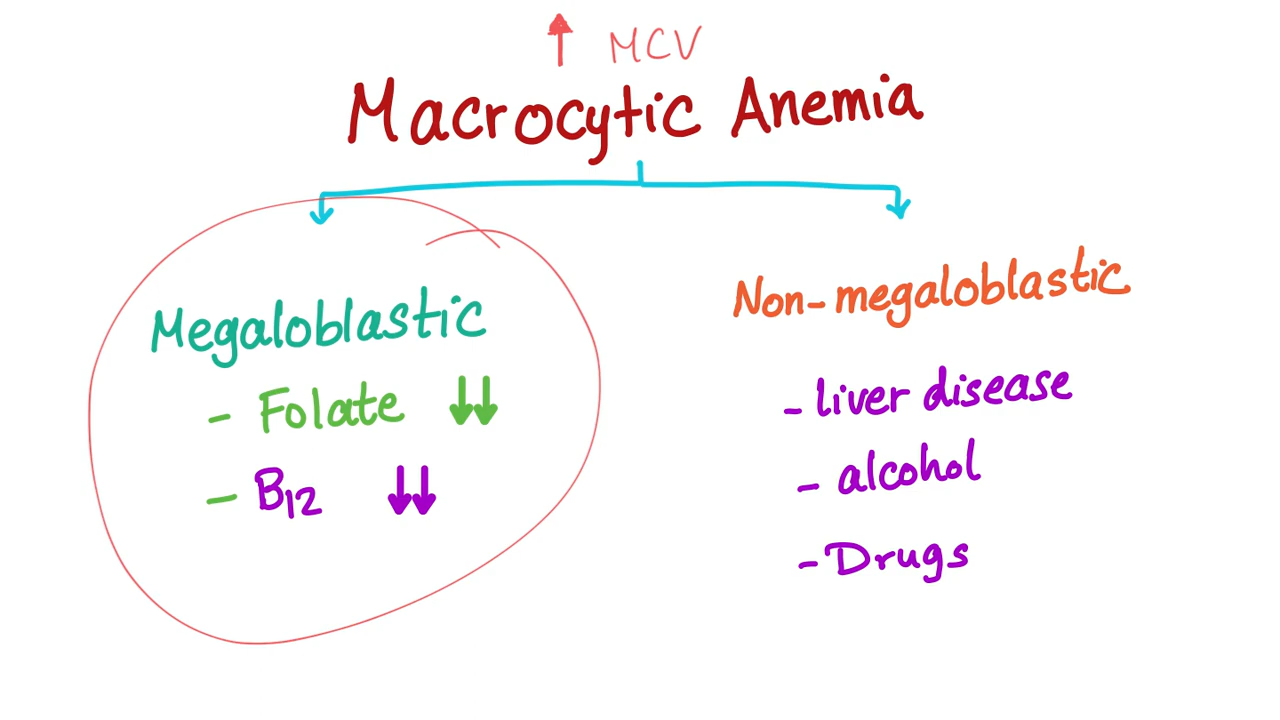 ↑ MCV
Macrocytic Anemia
Megaloblastic
- Folate ↓↓
- B12 ↓↓
Non-megaloblastic
- liver disease
- alcohol
- Drugs